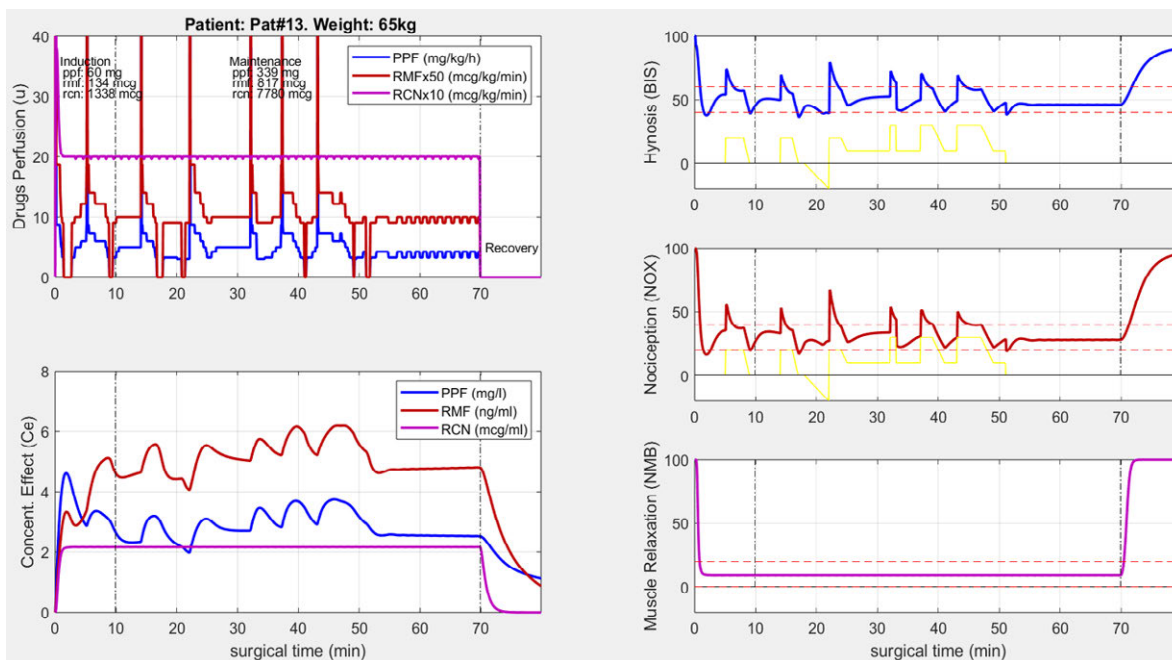 Patient: Pat#13. Weight: 65kg
Drugs Perfusion (u)
40
30
20
10
0
Induction
ppf: 60 mg
rmf: 134 mcg
rcn: 1338 mcg
Maintenance
ppf: 339 mg
rmf: 817 mcg
rcn: 7780 mcg
PPF (mg/kg/h)
RMFx50 (mcg/kg/min)
RCNx10 (mcg/kg/min)
Recovery
0 10 20 30 40 50 60 70
Concent Effect (Ce)
8
6
4
2
0
PPF (mg/l)
RMF (ng/ml)
RCN (mcg/ml)
0 10 20 30 40 50 60 70
surgical time (min)
Hynosis (BIS)
100
50
0
0 10 20 30 40 50 60 70
Nociception (NOX)
100
50
0
0 10 20 30 40 50 60 70
Muscle Relaxation (NMB)
100
50
0
0 10 20 30 40 50 60 70
surgical time (min)